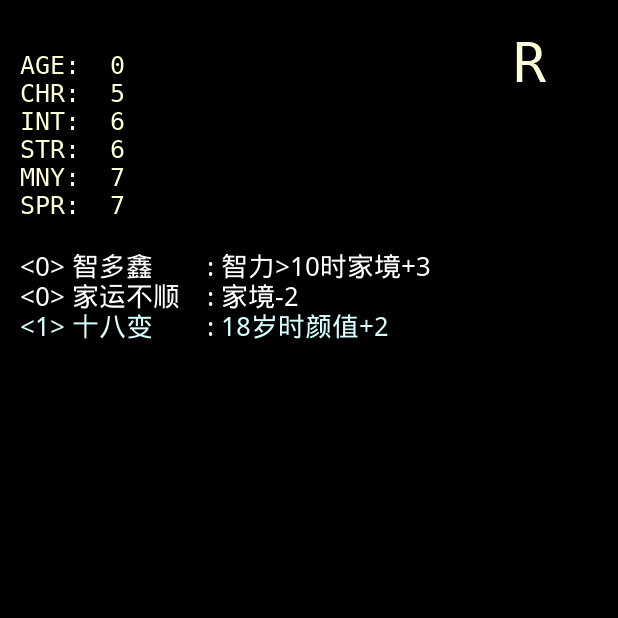 R
AGE: 0
CHR: 5
INT: 6
STR: 6
MNY: 7
SPR: 7
<0> 智多鑫 : 智力>10时家境+3
<0> 家运不顺 : 家境-2
<1> 十八变 : 18岁时颜值+2